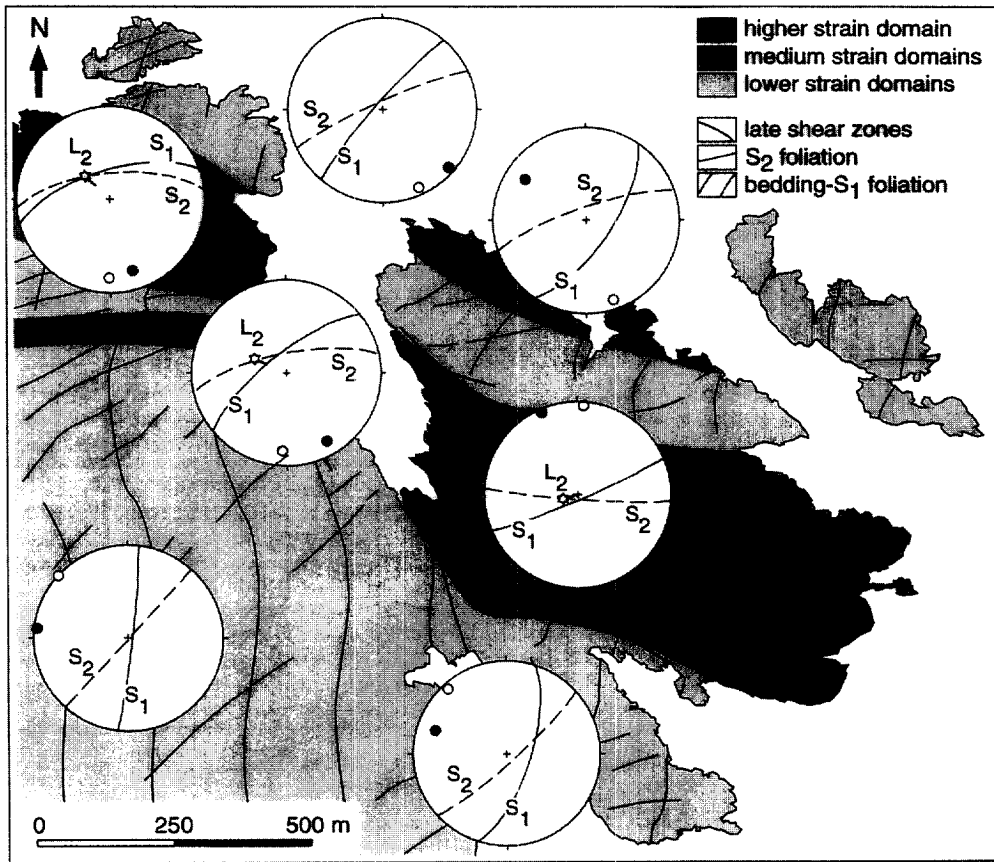 N
higher strain domain
medium strain domains
lower strain domains
late shear zones
S2 foliation
bedding-S1 foliation
S2
S1
L2
S1
S2
S2
S1
L2
S2
S1
L2
S1
S2
S2
S1
S2
S1
0 250 500 m